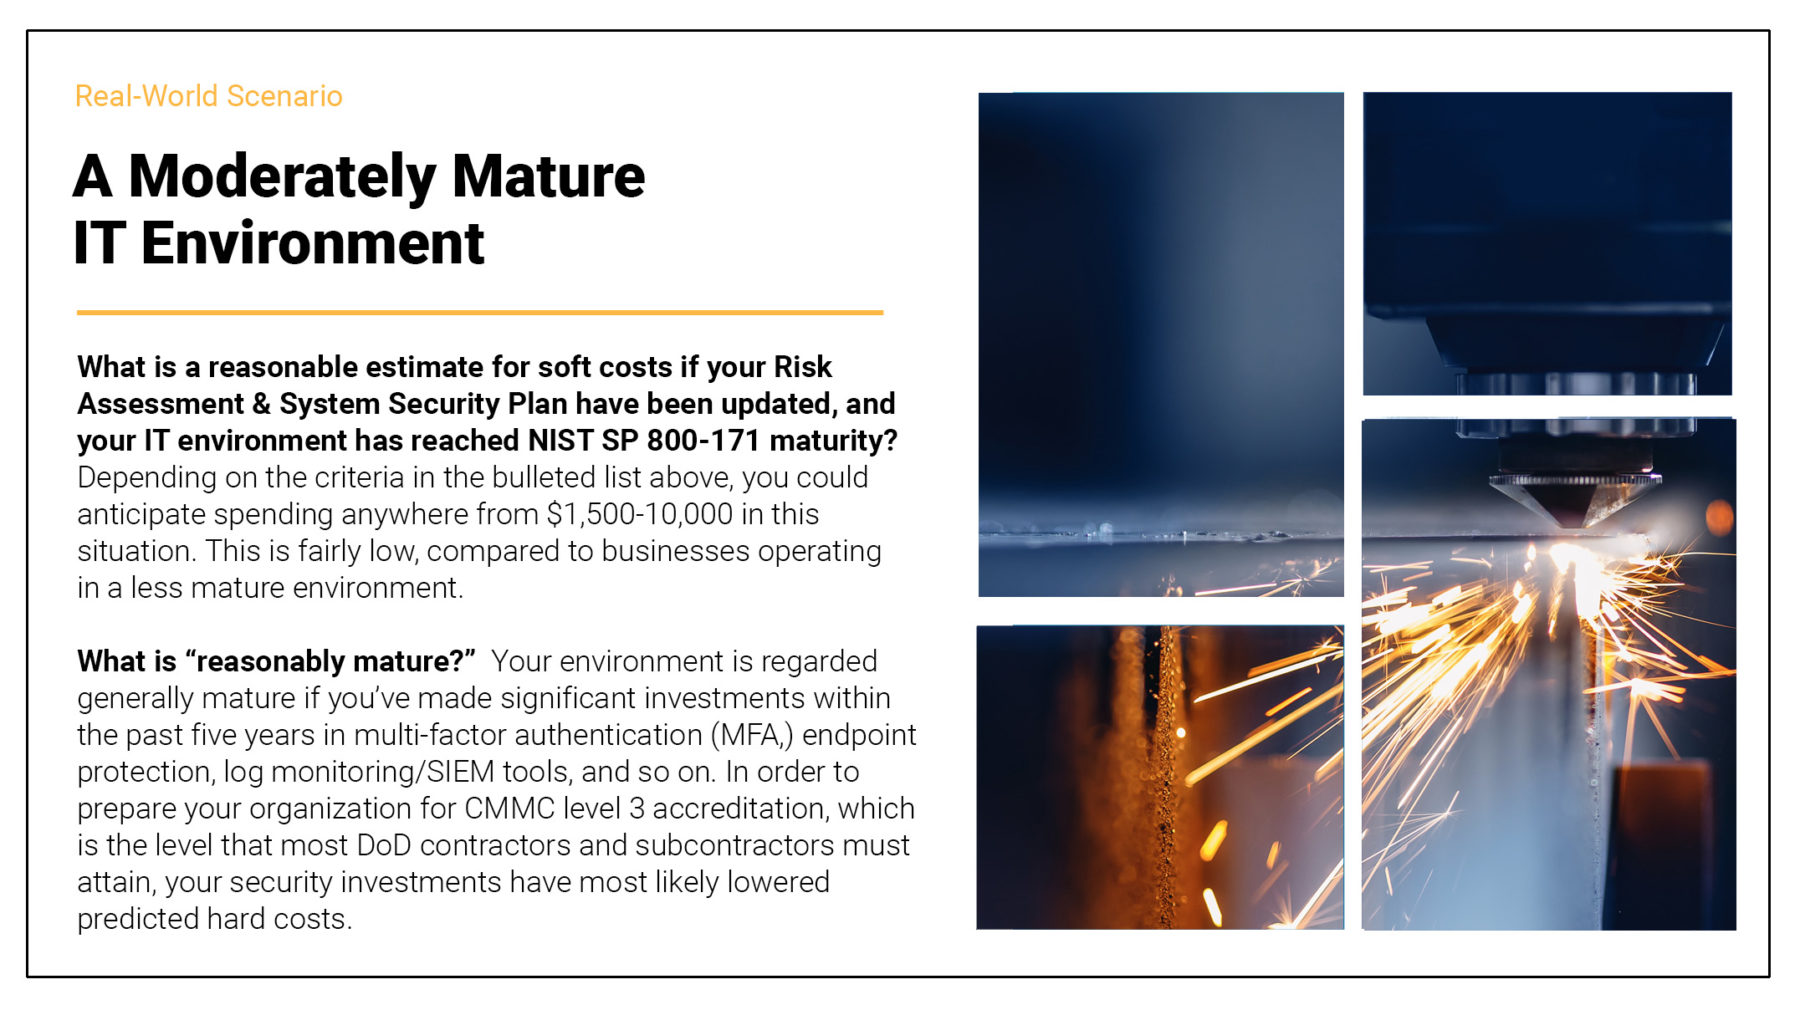 Real-World Scenario
A Moderately Mature
IT Environment
What is a reasonable estimate for soft costs if your Risk
Assessment & System Security Plan have been updated, and
your IT environment has reached NIST SP 800-171 maturity?
Depending on the criteria in the bulleted list above, you could
anticipate spending anywhere from $1,500-10,000 in this
situation. This is fairly low, compared to businesses operating
in a less mature environment.
What is “reasonably mature?” Your environment is regarded
generally mature if you’ve made significant investments within
the past five years in multi-factor authentication (MFA,) endpoint
protection, log monitoring/SIEM tools, and so on. In order to
prepare your organization for CMMC level 3 accreditation, which
is the level that most DoD contractors and subcontractors must
attain, your security investments have most likely lowered
predicted hard costs.